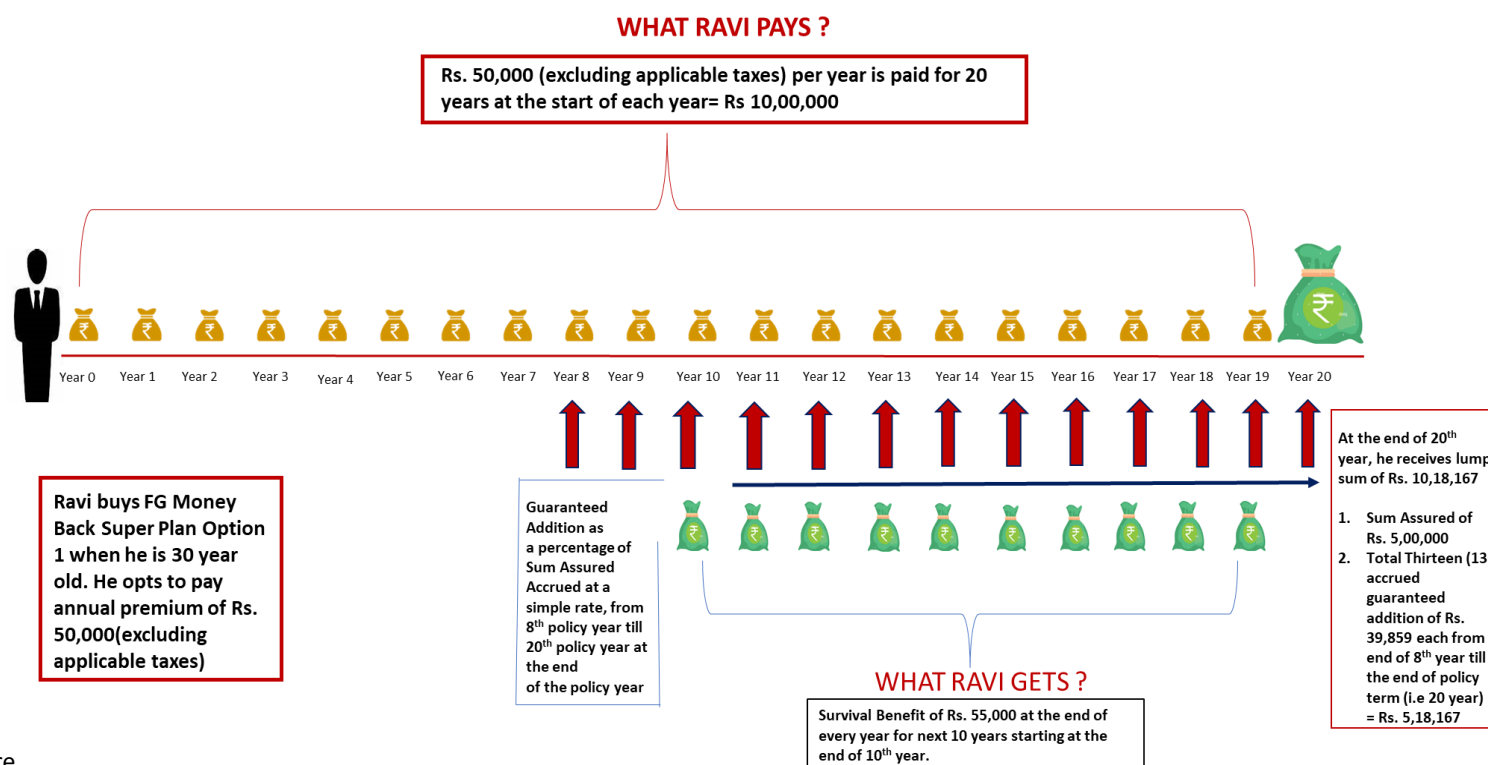 WHAT RAVI PAYS ?
Rs. 50,000 (excluding applicable taxes) per year is paid for 20
years at the start of each year= Rs 10,00,000
Year 0 Year 1 Year 2 Year 3 Year 4 Year 5 Year 6 Year 7 Year 8 Year 9 Year 10 Year 11 Year 12 Year 13 Year 14 Year 15 Year 16 Year 17 Year 18 Year 19 Year 20
Ravi buys FG Money
Back Super Plan Option
1 when he is 30 year
old. He opts to pay
annual premium of Rs.
50,000(excluding
applicable taxes)
Guaranteed
Addition as
a percentage of
Sum Assured
Accrued at a
simple rate, from
8th policy year till
20th policy year at
the end
of the policy year
WHAT RAVI GETS ?
Survival Benefit of Rs. 55,000 at the end of
every year for next 10 years starting at the
end of 10th year.
At the end of 20th
year, he receives lump
sum of Rs. 10,18,167
1. Sum Assured of
Rs. 5,00,000
2. Total Thirteen (13
accrued
guaranteed
addition of Rs.
39,859 each from
end of 8th year till
the end of policy
term (i.e 20 year)
= Rs. 5,18,167